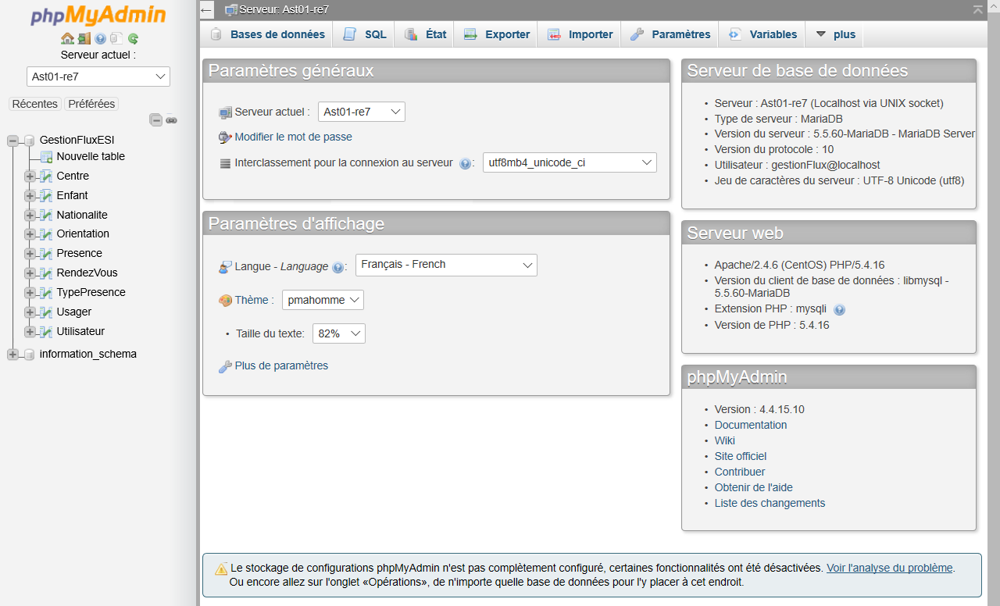 phpMyAdmin
Serveur actuel :
Ast01-re7
Récentes Préférées
GestionFluxESI
Nouvelle table
Centre
Enfant
Nationalite
Orientation
Presence
RendezVous
TypePresence
Usager
Utilisateur
information_schema
Serveur: Ast01-re7
Bases de données SQL État Exporter Importer Paramètres Variables plus
Paramètres généraux
Serveur actuel : Ast01-re7
Modifier le mot de passe
Interclassement pour la connexion au serveur : utf8mb4_unicode_ci
Paramètres d'affichage
Langue - Language : Français - French
Thème : pmahomme
• Taille du texte: 82%
Plus de paramètres
Serveur de base de données
• Serveur : Ast01-re7 (Localhost via UNIX socket)
• Type de serveur : MariaDB
• Version du serveur : 5.5.60-MariaDB - MariaDB Server
• Version du protocole : 10
• Utilisateur : gestionFlux@localhost
• Jeu de caractères du serveur : UTF-8 Unicode (utf8)
Serveur web
• Apache/2.4.6 (CentOS) PHP/5.4.16
• Version du client de base de données : libmysql -
5.5.60-MariaDB
• Extension PHP : mysqli
• Version de PHP : 5.4.16
phpMyAdmin
• Version : 4.4.15.10
• Documentation
• Wiki
• Site officiel
• Contribuer
• Obtenir de l'aide
• Liste des changements
Le stockage de configurations phpMyAdmin n'est pas complètement configuré, certaines fonctionnalités ont été désactivées. Voir l'analyse du problème.
Ou encore allez sur l'onglet «Opérations», de n'importe quelle base de données pour l'y placer à cet endroit.